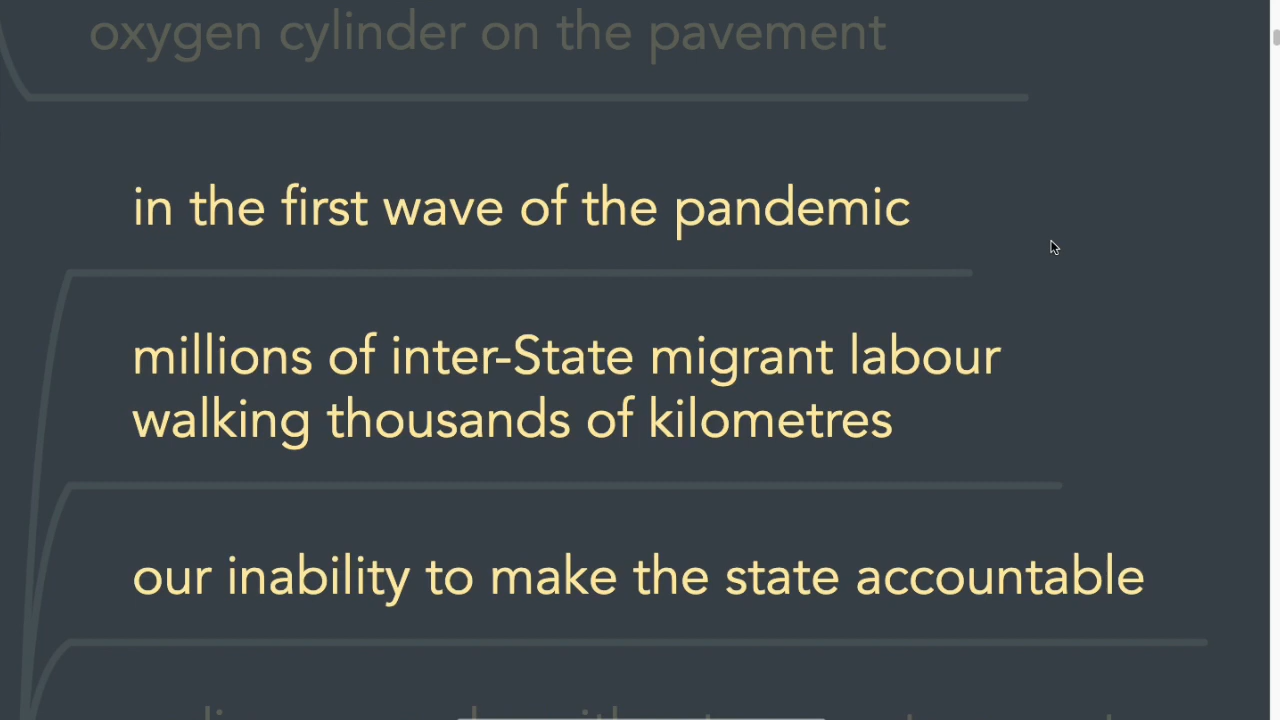 oxygen cylinder on the pavement
in the first wave of the pandemic
millions of inter-State migrant labour
walking thousands of kilometres
our inability to make the state accountable